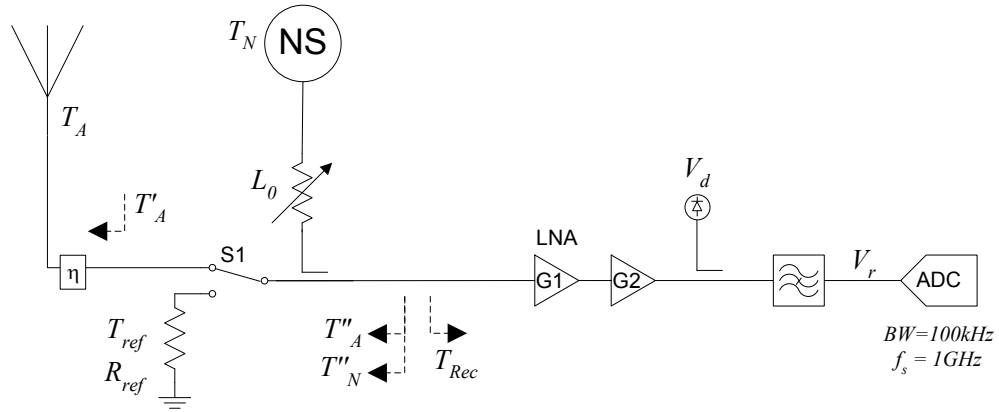 T_N
NS
T_A
L_0
V_d
T'_A
S1
LNA
η
G1
G2
V_r
ADC
T_ref
R_ref
T''_A
T''_N
T_Rec
BW=100kHz
f_s = 1GHz